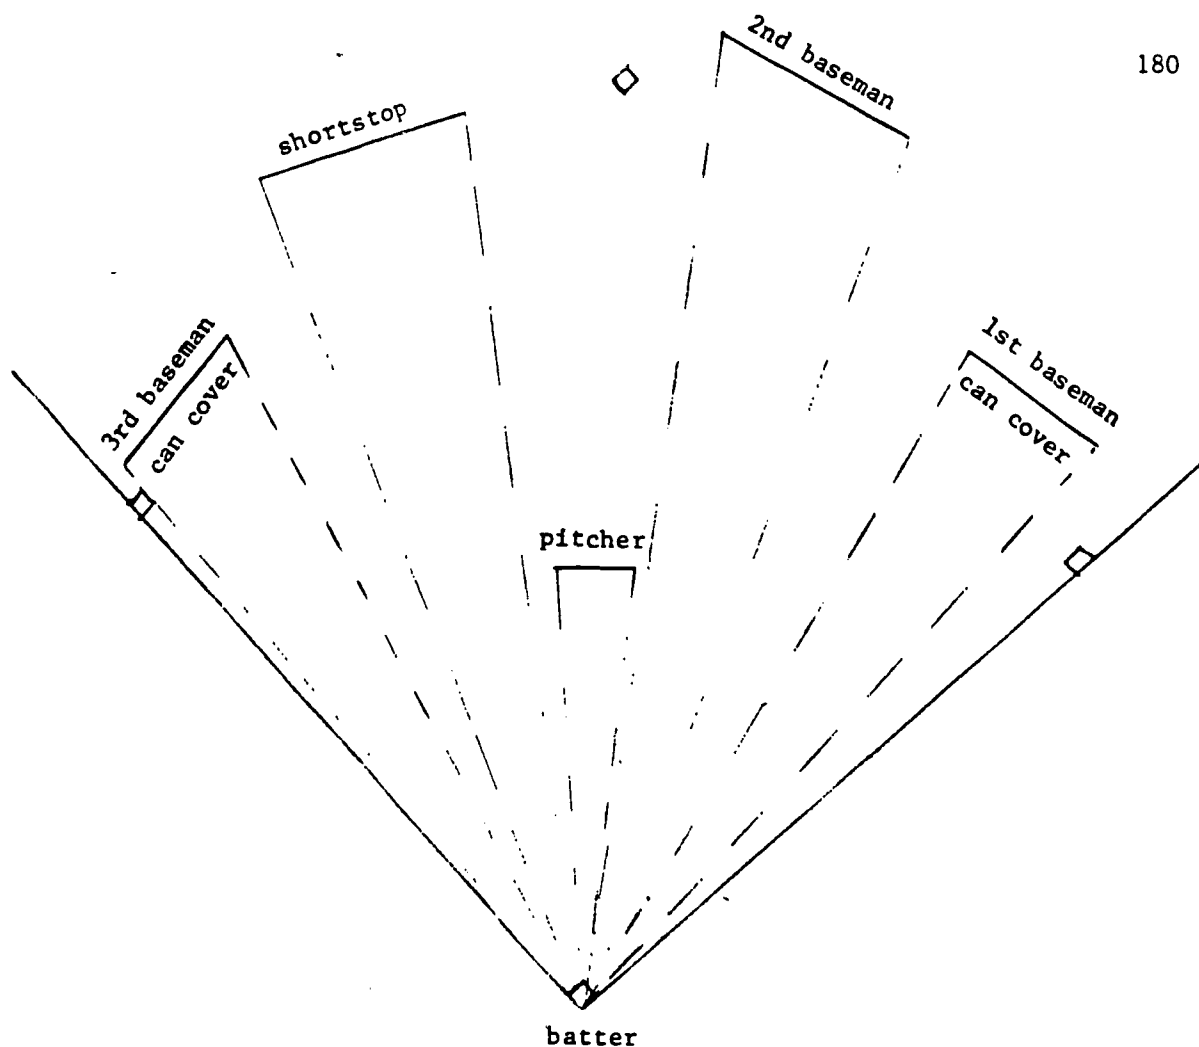 180
2nd baseman
shortstop
3rd baseman
can cover
1st baseman
can cover
pitcher
batter